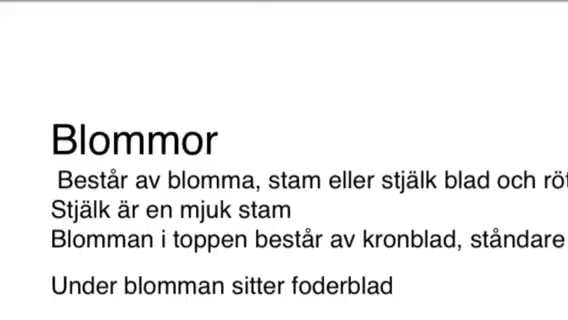 Blommor
Består av blomma, stam eller stjälk blad och
Stjälk är en mjuk stam
Blomman i toppen består av kronblad, ståndare
Under blomman sitter foderblad